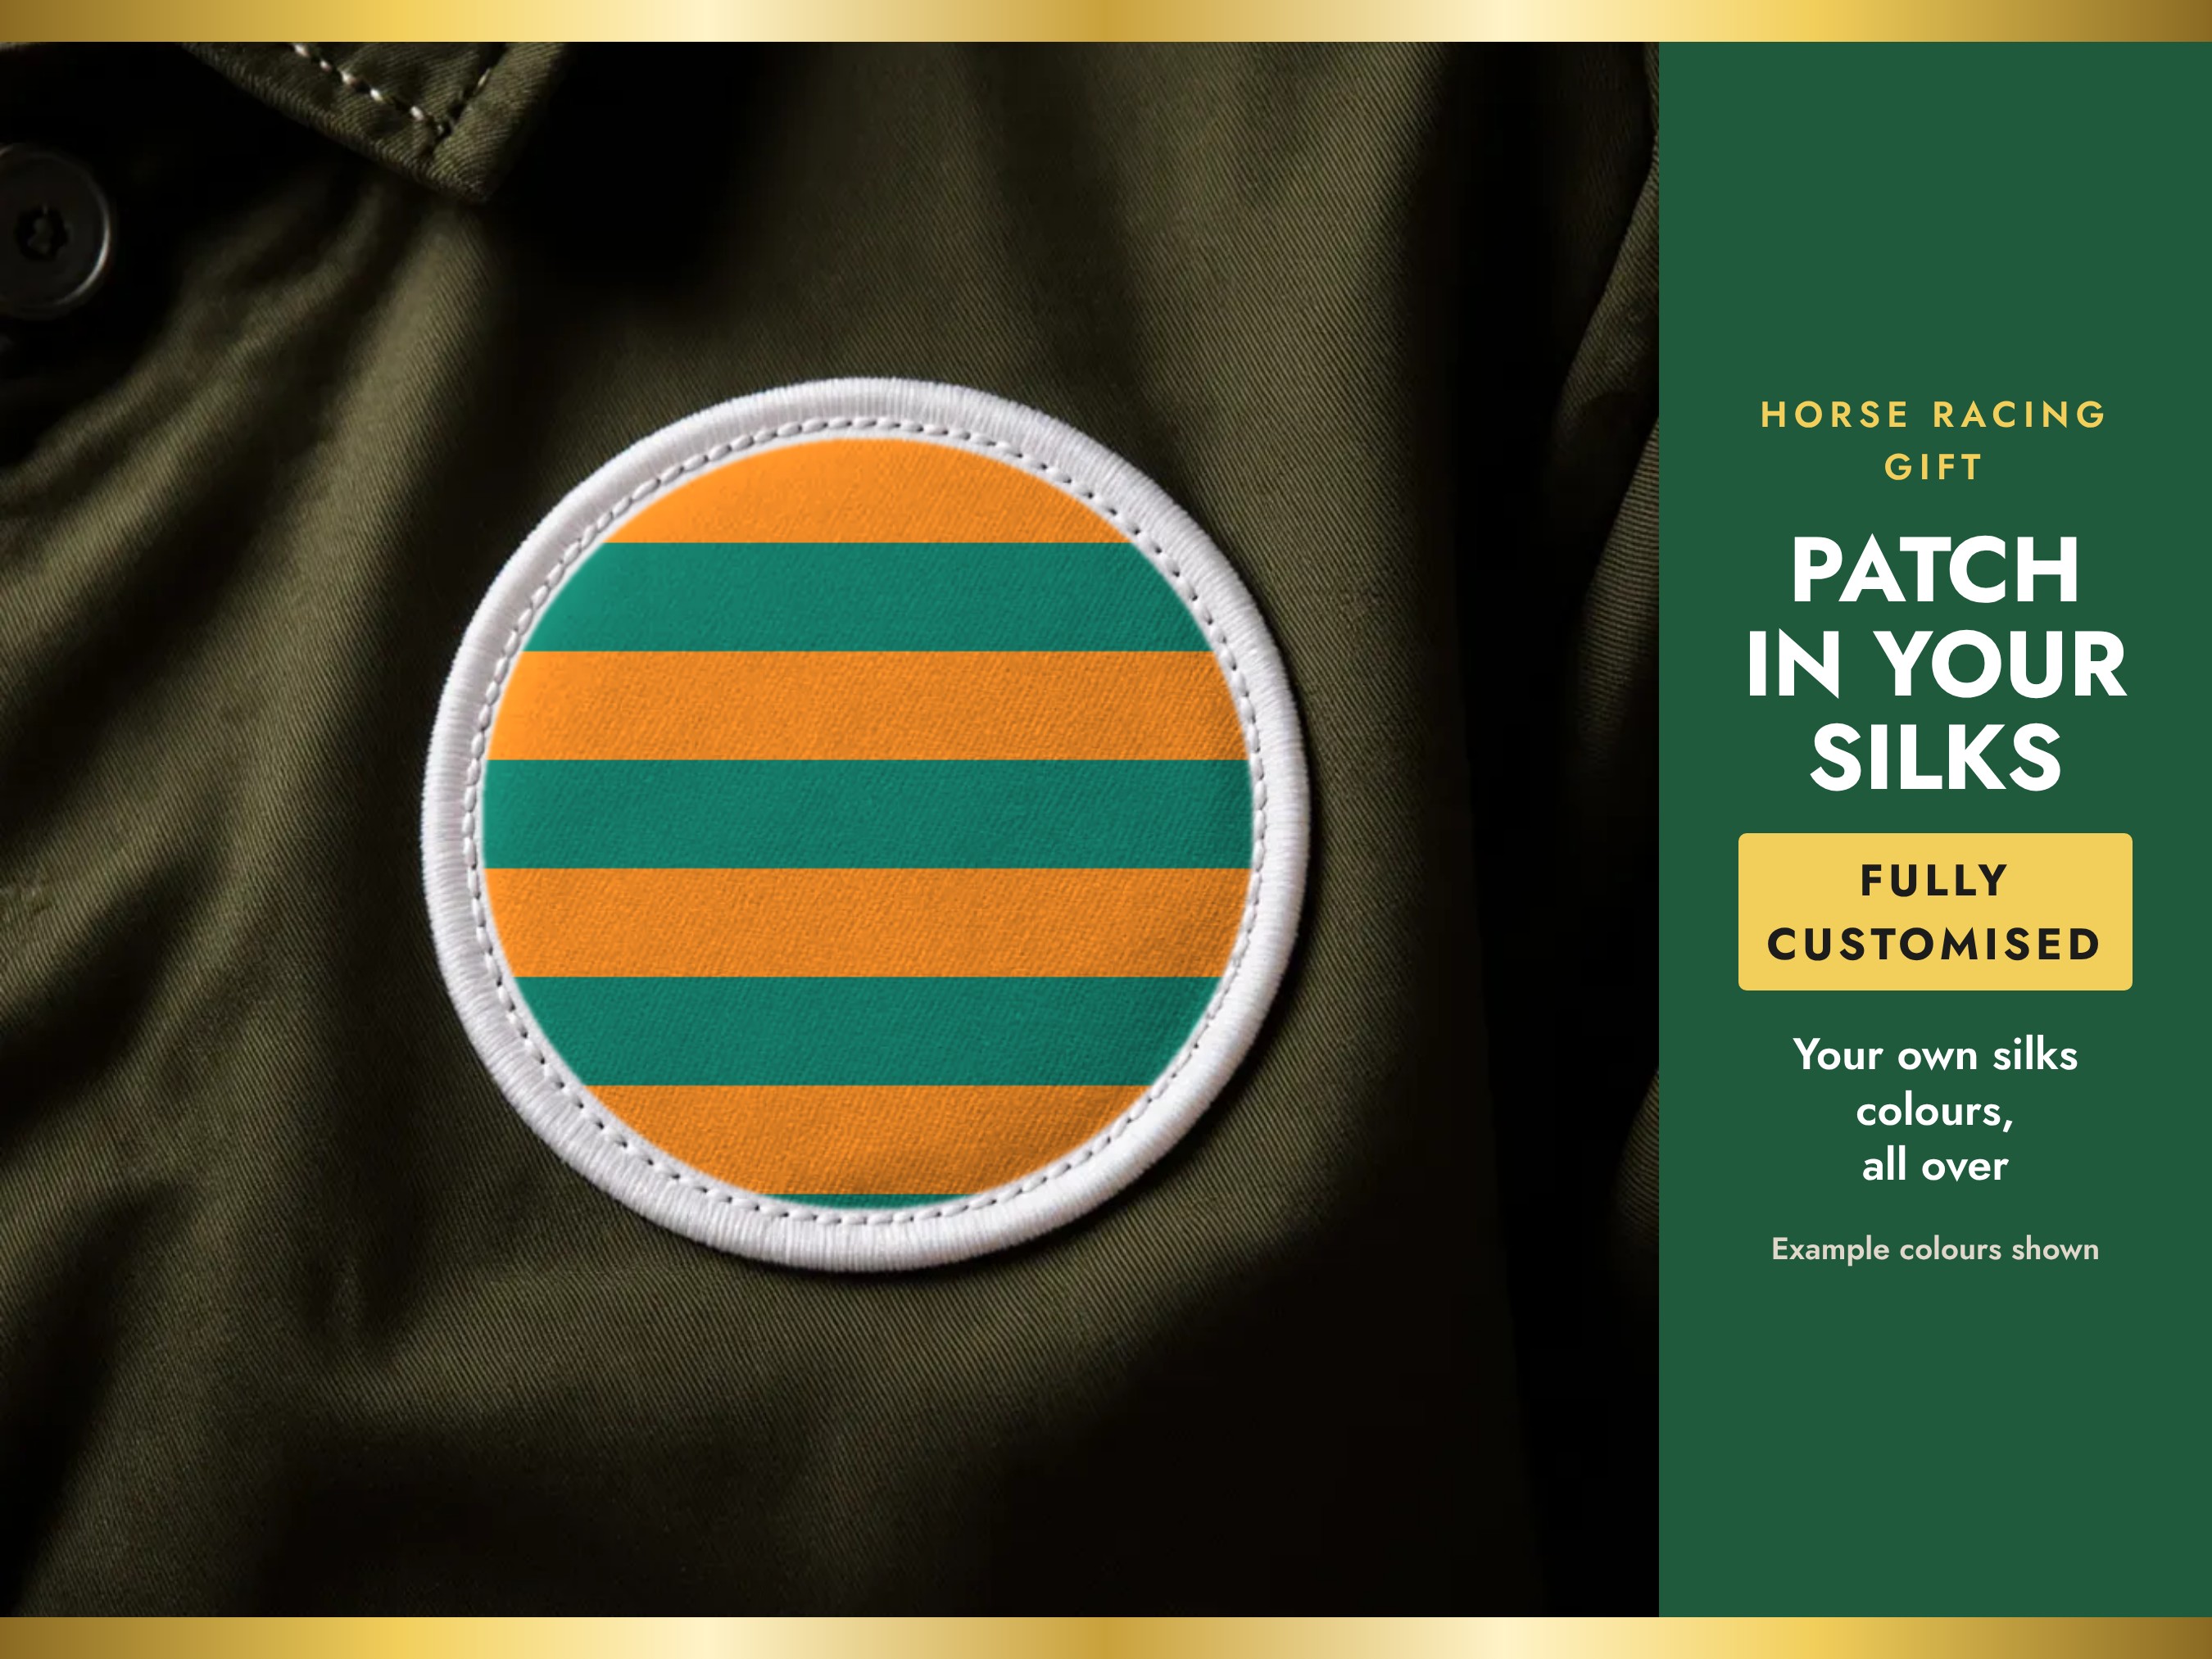 HORSE RACING
GIFT
PATCH
IN YOUR
SILKS
FULLY
CUSTOMISED
Your own silks
colours,
all over
Example colours shown